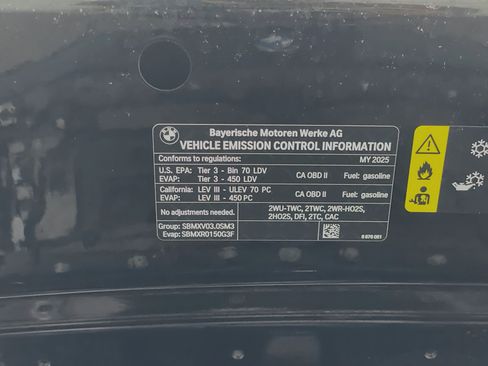 Bayerische Motoren Werke AG
VEHICLE EMISSION CONTROL INFORMATION
Conforms to regulations: MY 2025
U.S. EPA: Tier 3 - Bin 70 LDV CA OBD II Fuel: gasoline
EVAP: Tier 3 - 450 LDV
California: LEV III - ULEV 70 PC CA OBD II Fuel: gasoline
EVAP: LEV III - 450 PC
No adjustments needed. 2WU-TWC, 2TWC, 2WR-HO2S,
2HO2S, DFI, 2TC, CAC
Group: SBMXV03.0SM3
Evap: SBMXR0150G3F